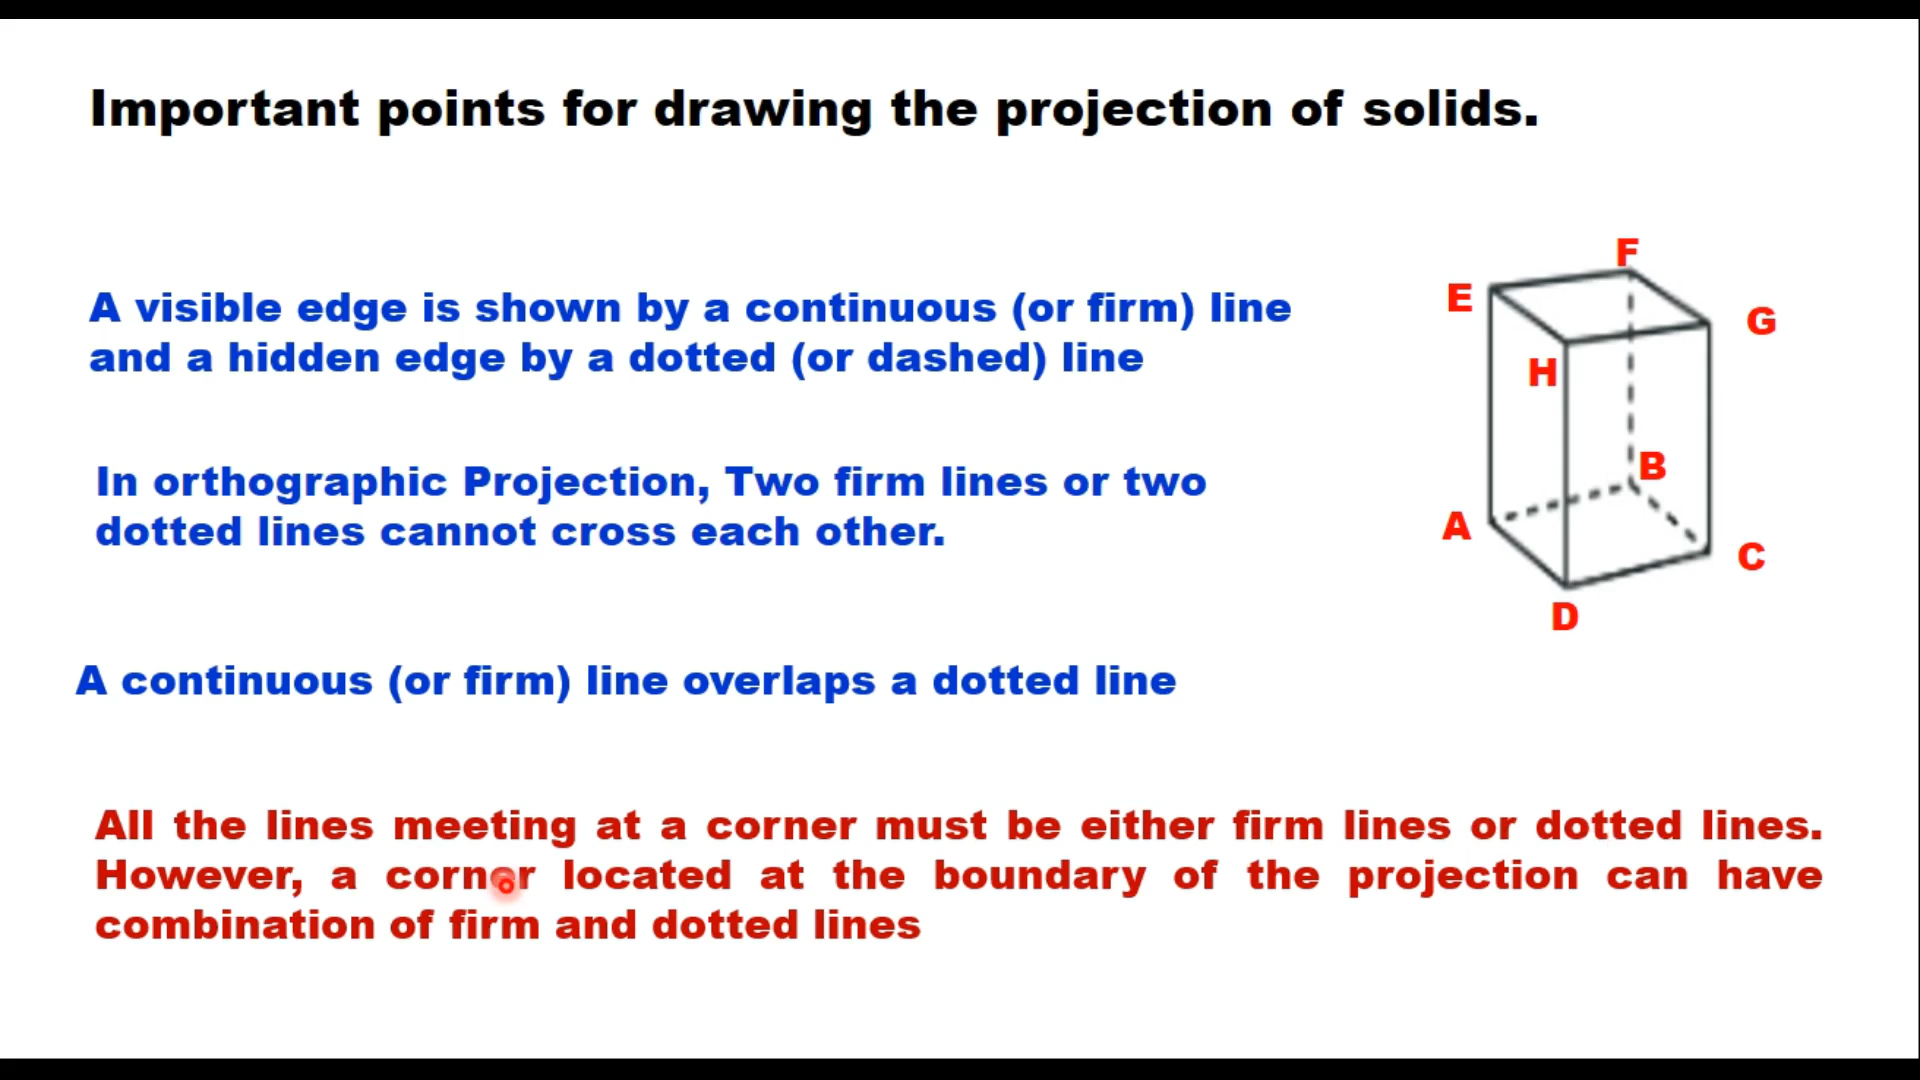 Important points for drawing the projection of solids.
A visible edge is shown by a continuous (or firm) line
and a hidden edge by a dotted (or dashed) line
In orthographic Projection, Two firm lines or two
dotted lines cannot cross each other.
A continuous (or firm) line overlaps a dotted line
All the lines meeting at a corner must be either firm lines or dotted lines.
However, a corner located at the boundary of the projection can have
combination of firm and dotted lines
F
E
G
H
B
A
C
D